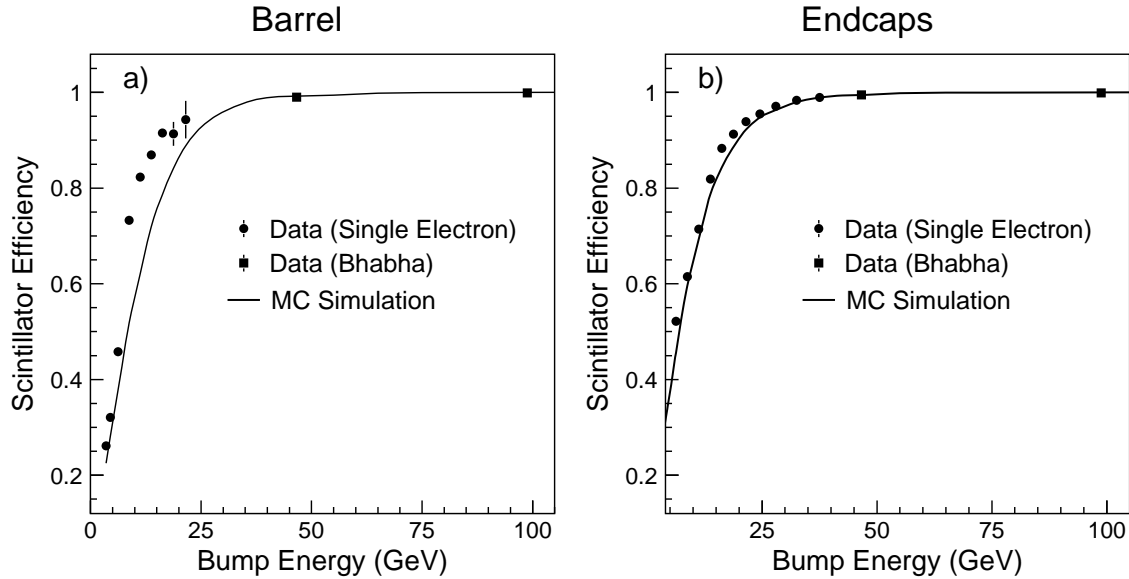 Barrel
a)
1
0.8
0.6
0.4
0.2
Scintillator Efficiency
Data (Single Electron)
Data (Bhabha)
MC Simulation
0 25 50 75 100
Bump Energy (GeV)
Endcaps
b)
1
0.8
0.6
0.4
0.2
Scintillator Efficiency
Data (Single Electron)
Data (Bhabha)
MC Simulation
25 50 75 100
Bump Energy (GeV)